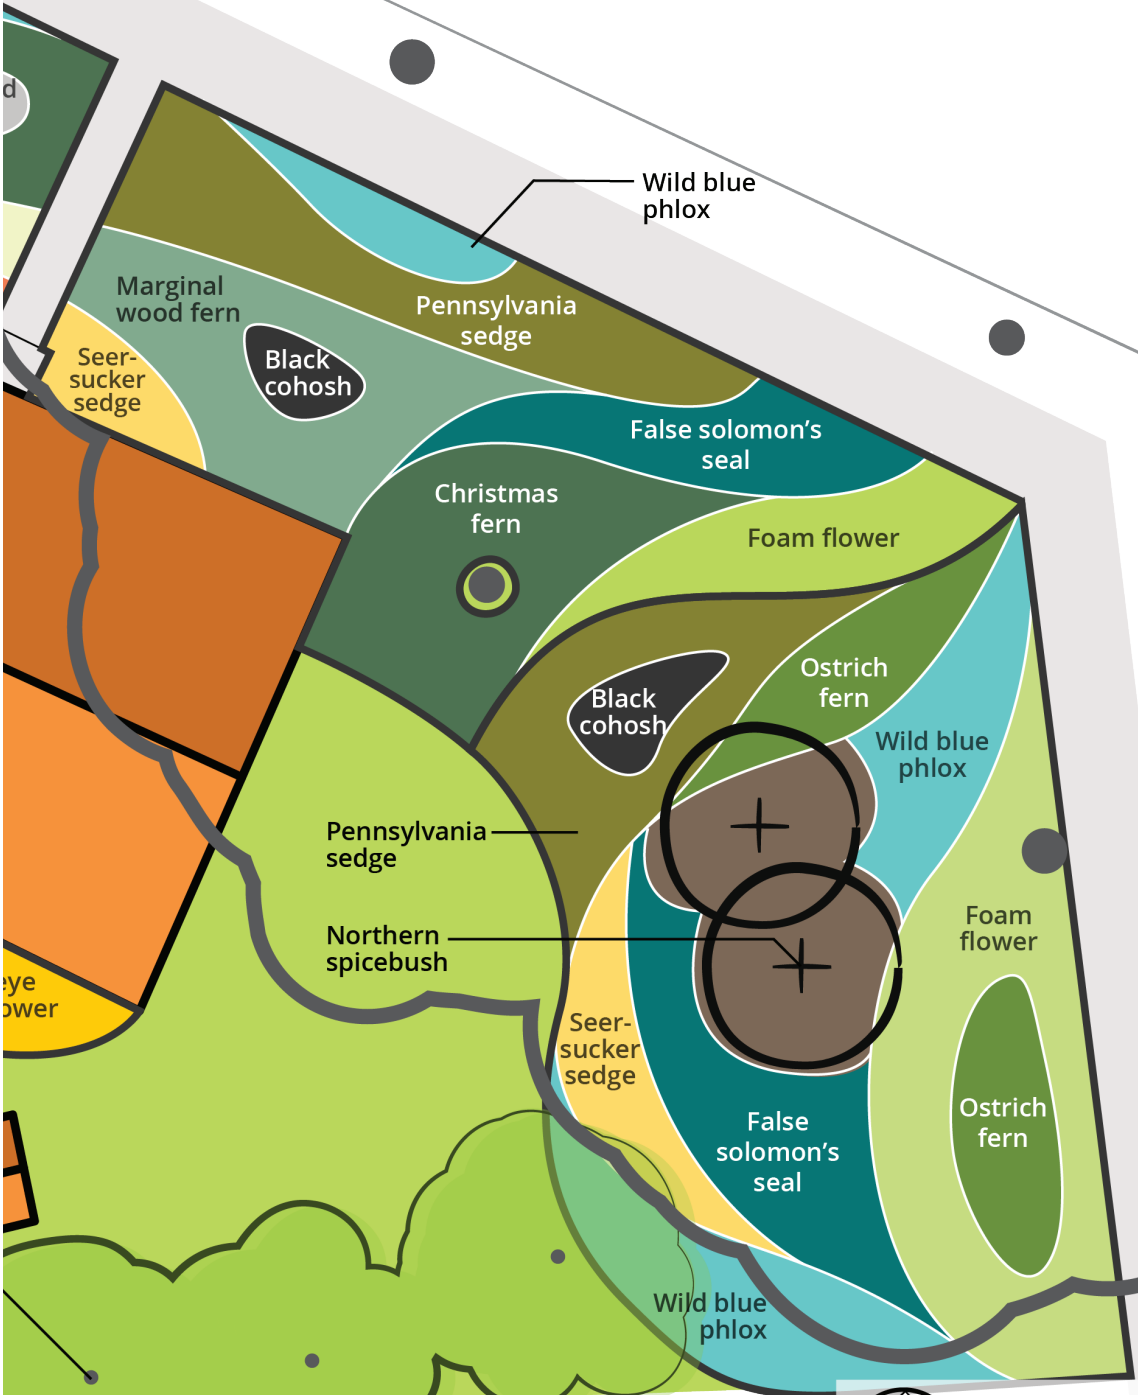 d
Wild blue
phlox
Marginal
wood fern
Pennsylvania
sedge
Seer-
sucker
sedge
Black
cohosh
False solomon’s
seal
Christmas
fern
Foam flower
Ostrich
fern
Black
cohosh
Wild blue
phlox
Pennsylvania
sedge
Foam
flower
Northern
spicebush
eye
ower
Seer-
sucker
sedge
Ostrich
fern
False
solomon’s
seal
Wild blue
phlox